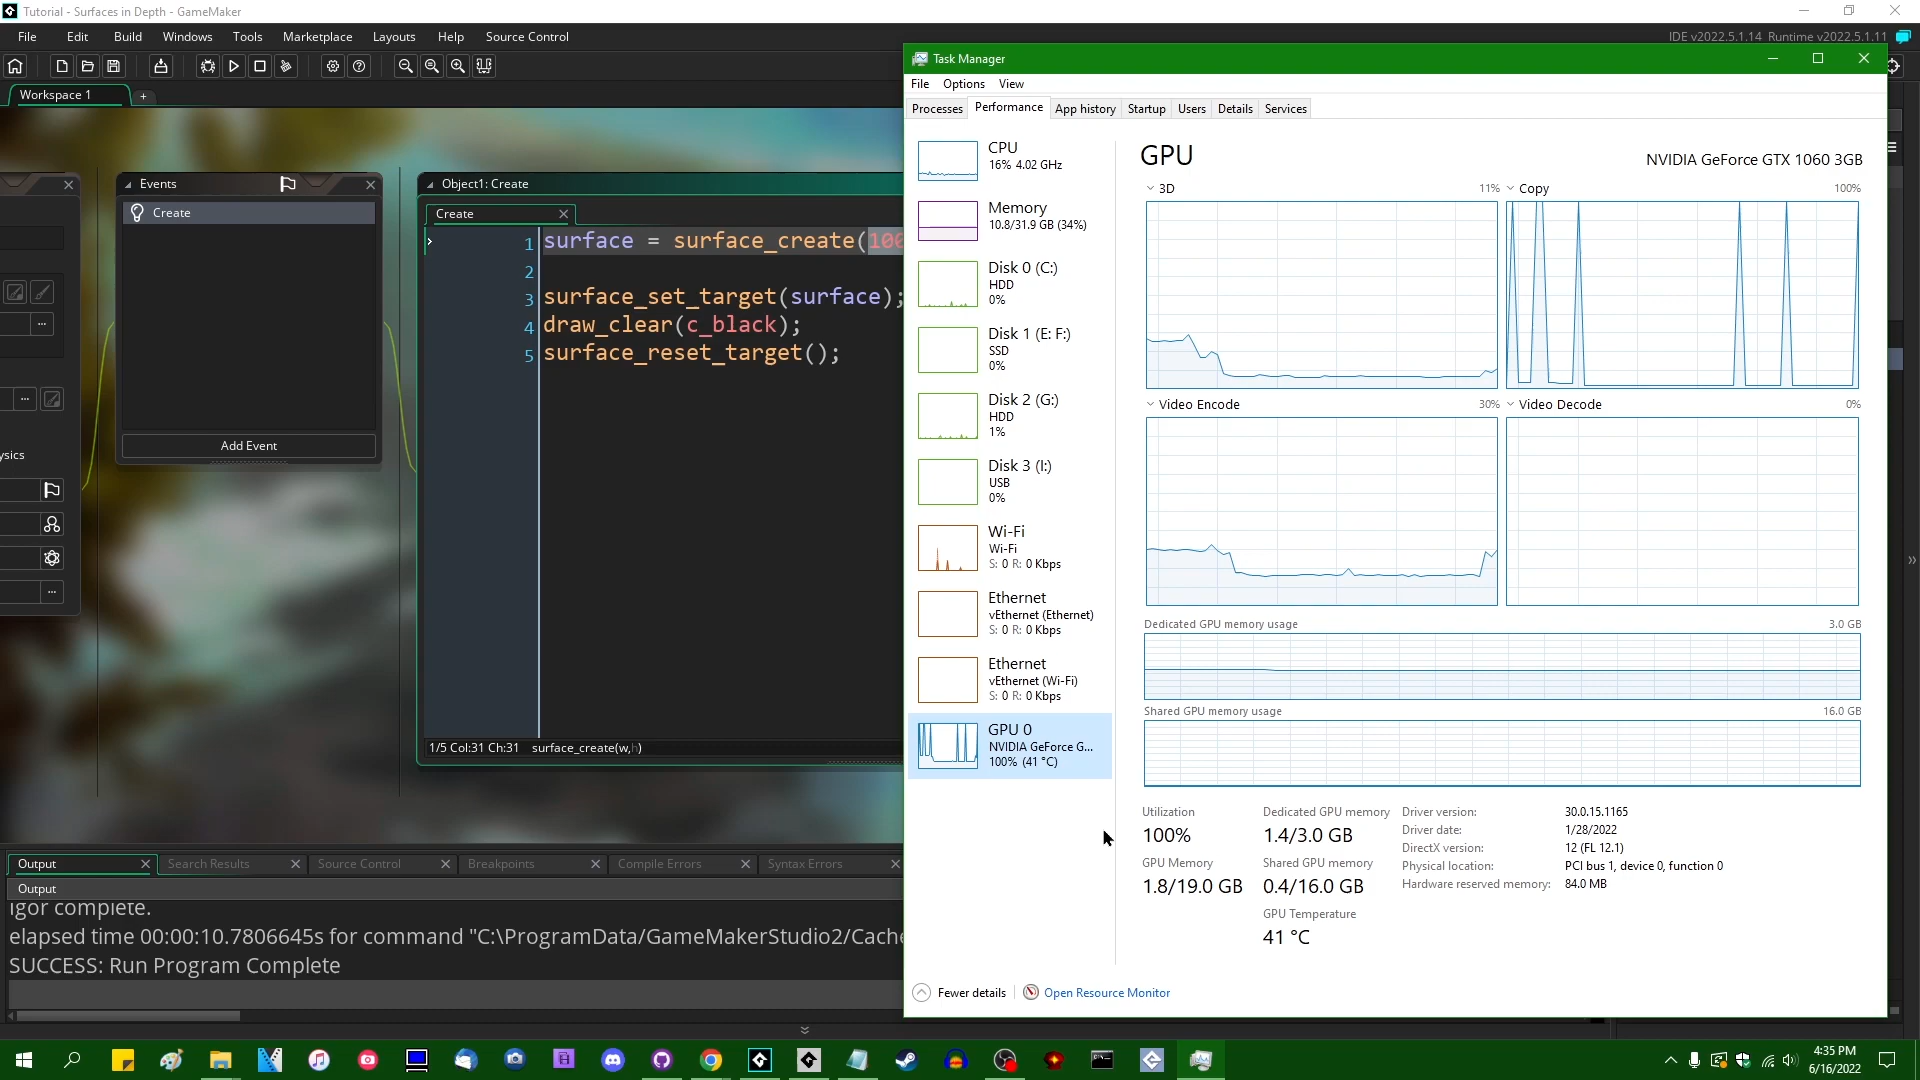 Tutorial - Surfaces in Depth - GameMaker
File Edit Build Windows Tools Marketplace Layouts Help Source Control
IDE v2022.5.1.14 Runtime v2022.5.1.11
Workspace 1
Events
Create
Add Event
ysics
Object1: Create
Create
1 surface = surface_create(100
2
3 surface_set_target(surface);
4 draw_clear(c_black);
5 surface_reset_target();
1/5 Col:31 Ch:31 surface_create(w,h)
Output Search Results Source Control Breakpoints Compile Errors Syntax Errors
Output
Igor complete.
elapsed time 00:00:10.7806645s for command "C:\ProgramData/GameMakerStudio2/Cache
SUCCESS: Run Program Complete
Task Manager
File Options View
Processes Performance App history Startup Users Details Services
CPU
16% 4.02 GHz
Memory
10.8/31.9 GB (34%)
Disk 0 (C:)
HDD
0%
Disk 1 (E: F:)
SSD
0%
Disk 2 (G:)
HDD
1%
Disk 3 (I:)
USB
0%
Wi-Fi
Wi-Fi
S: 0 R: 0 Kbps
Ethernet
vEthernet (Ethernet)
S: 0 R: 0 Kbps
Ethernet
vEthernet (Wi-Fi)
S: 0 R: 0 Kbps
GPU 0
NVIDIA GeForce G...
100% (41 °C)
GPU
NVIDIA GeForce GTX 1060 3GB
3D 11% Copy 100%
Video Encode 30% Video Decode 0%
Dedicated GPU memory usage 3.0 GB
Shared GPU memory usage 16.0 GB
Utilization
100%
GPU Memory
1.8/19.0 GB
Dedicated GPU memory
1.4/3.0 GB
Shared GPU memory
0.4/16.0 GB
GPU Temperature
41 °C
Driver version: 30.0.15.1165
Driver date: 1/28/2022
DirectX version: 12 (FL 12.1)
Physical location: PCI bus 1, device 0, function 0
Hardware reserved memory: 84.0 MB
Fewer details Open Resource Monitor
4:35 PM
6/16/2022